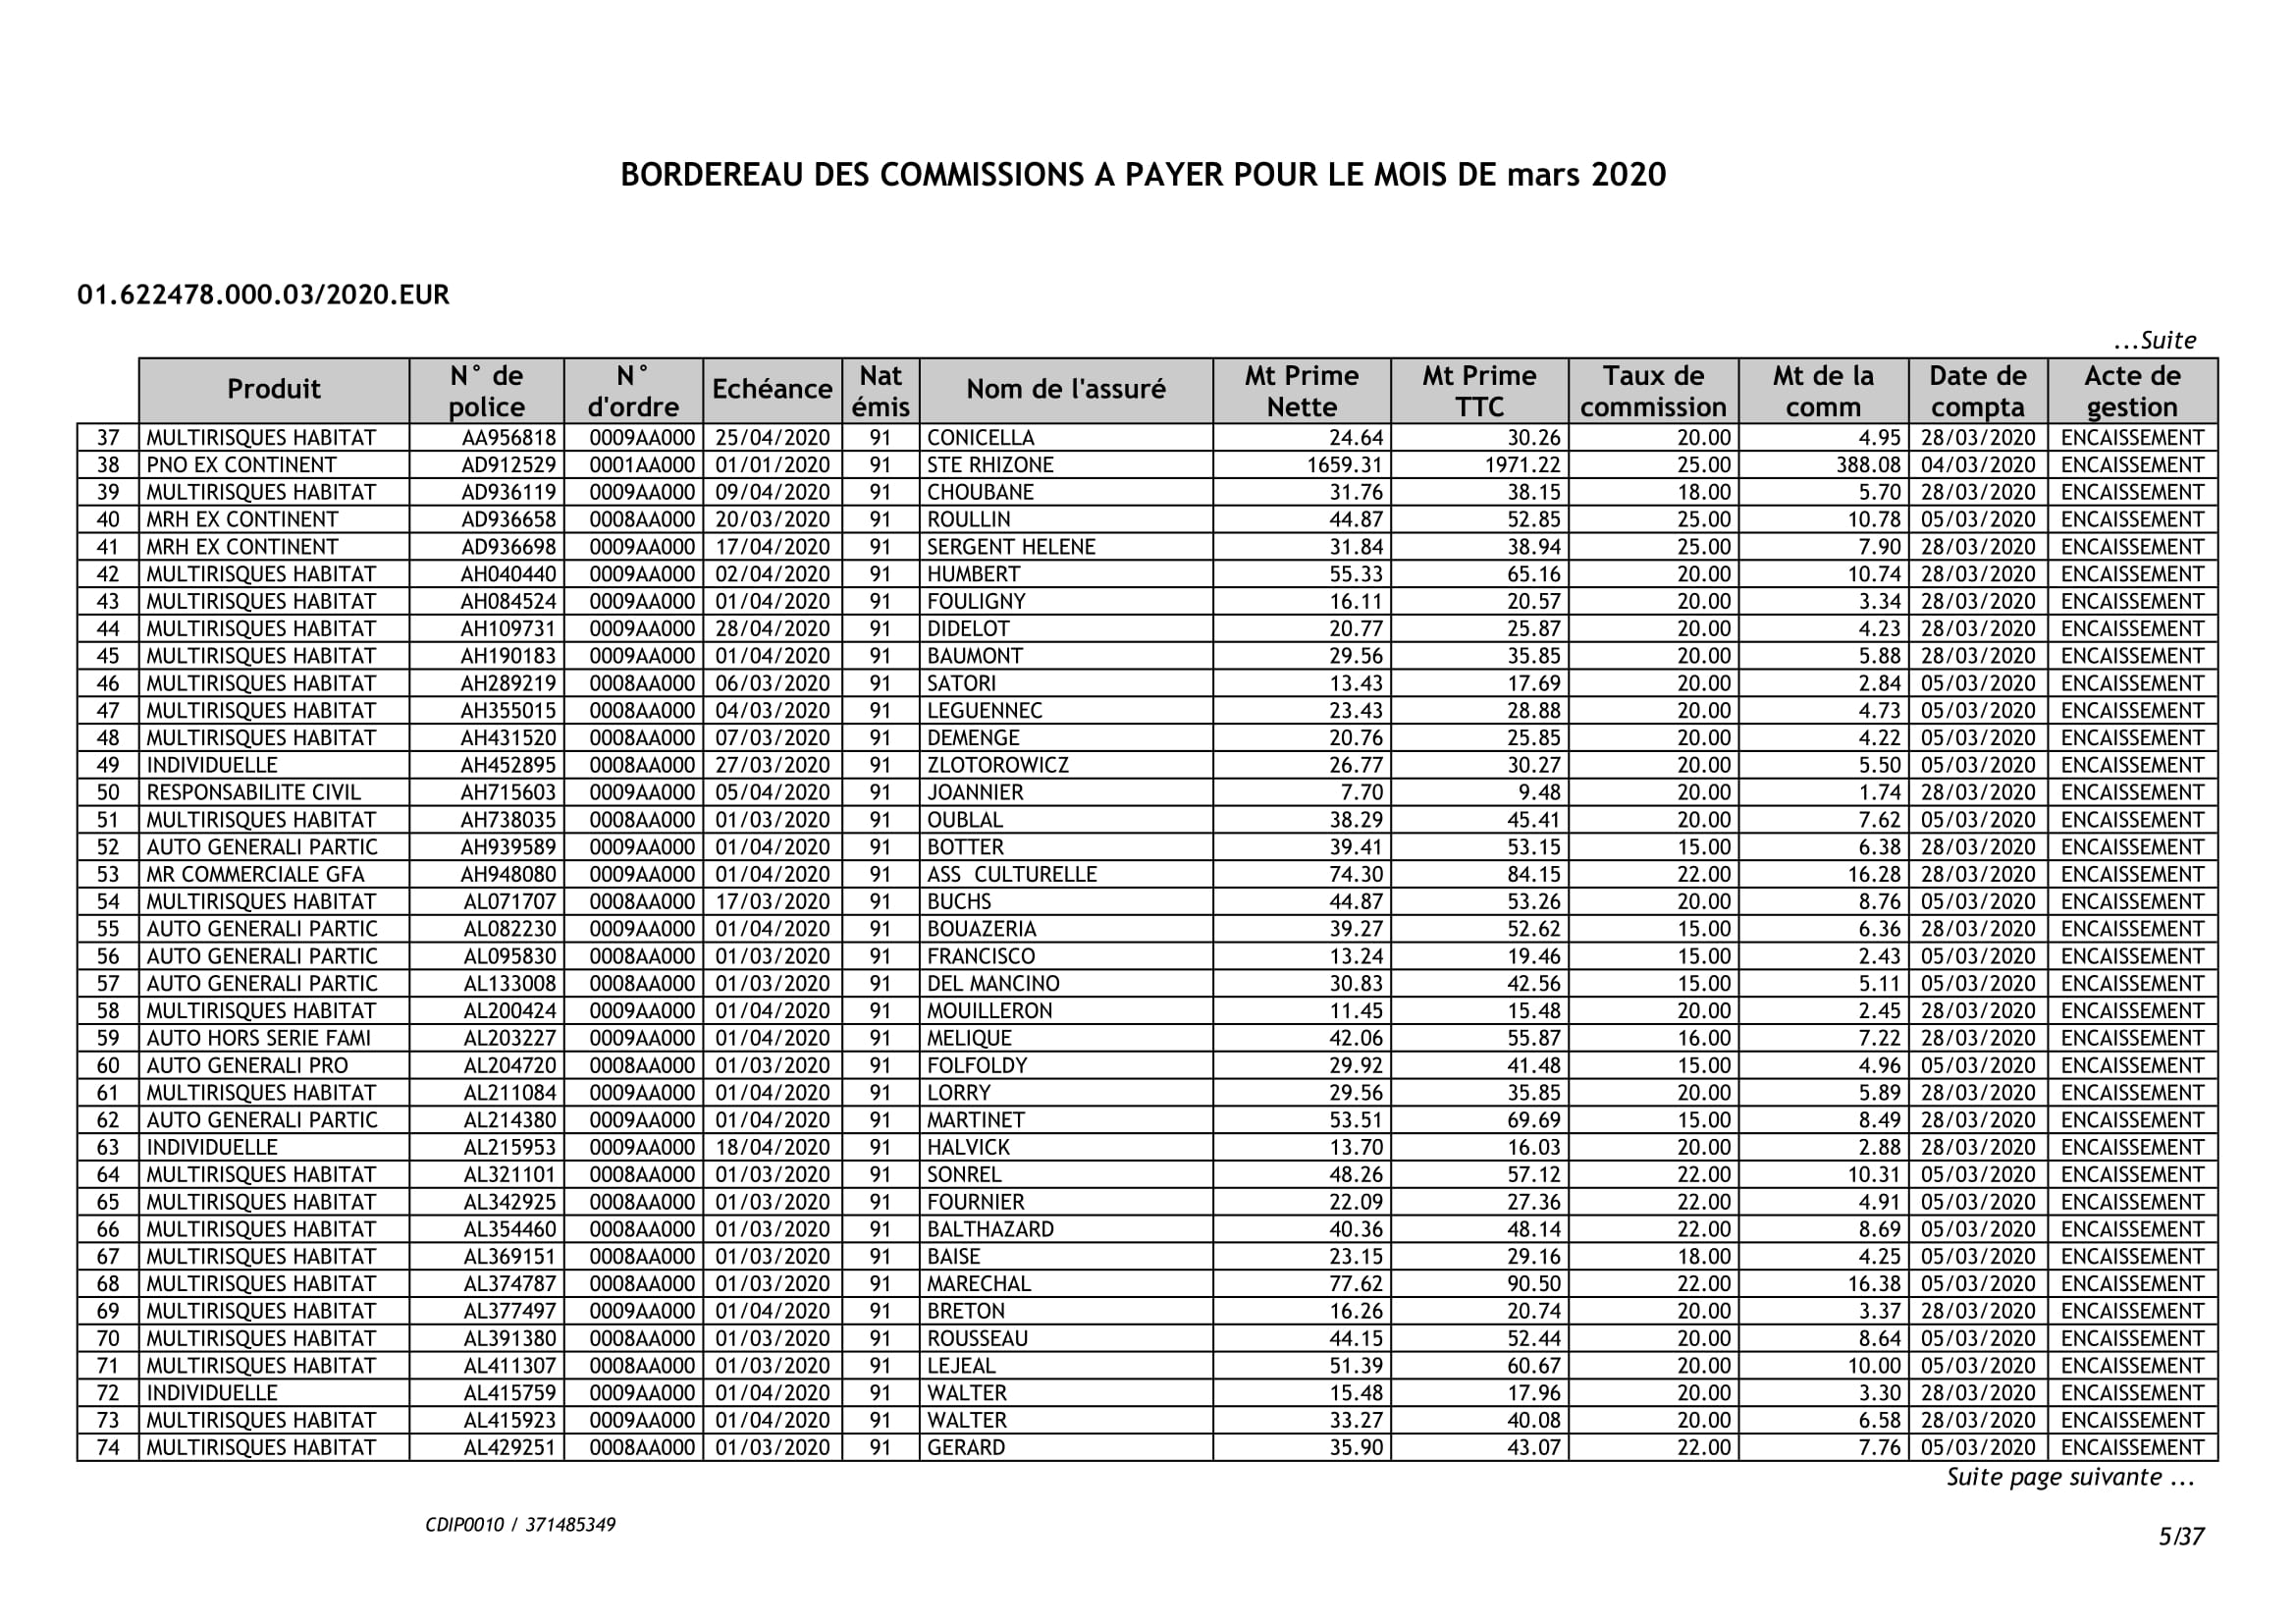 BORDEREAU DES COMMISSIONS A PAYER POUR LE MOIS DE mars 2020
01.622478.000.03/2020.EUR
...Suite
Produit N° de police N° d'ordre Echéance Nat émis Nom de l'assuré Mt Prime Nette Mt Prime TTC Taux de commission Mt de la comm Date de compta Acte de gestion
37 MULTIRISQUES HABITAT AA956818 0009AA000 25/04/2020 91 CONICELLA 24.64 30.26 20.00 4.95 28/03/2020 ENCAISSEMENT
38 PNO EX CONTINENT AD912529 0001AA000 01/01/2020 91 STE RHIZONE 1659.31 1971.22 25.00 388.08 04/03/2020 ENCAISSEMENT
39 MULTIRISQUES HABITAT AD936119 0009AA000 09/04/2020 91 CHOUBANE 31.76 38.15 18.00 5.70 28/03/2020 ENCAISSEMENT
40 MRH EX CONTINENT AD936658 0008AA000 20/03/2020 91 ROULLIN 44.87 52.85 25.00 10.78 05/03/2020 ENCAISSEMENT
41 MRH EX CONTINENT AD936698 0009AA000 17/04/2020 91 SERGENT HELENE 31.84 38.94 25.00 7.90 28/03/2020 ENCAISSEMENT
42 MULTIRISQUES HABITAT AH040440 0009AA000 02/04/2020 91 HUMBERT 55.33 65.16 20.00 10.74 28/03/2020 ENCAISSEMENT
43 MULTIRISQUES HABITAT AH084524 0009AA000 01/04/2020 91 FOULIGNY 16.11 20.57 20.00 3.34 28/03/2020 ENCAISSEMENT
44 MULTIRISQUES HABITAT AH109731 0009AA000 28/04/2020 91 DIDELOT 20.77 25.87 20.00 4.23 28/03/2020 ENCAISSEMENT
45 MULTIRISQUES HABITAT AH190183 0009AA000 01/04/2020 91 BAUMONT 29.56 35.85 20.00 5.88 28/03/2020 ENCAISSEMENT
46 MULTIRISQUES HABITAT AH289219 0008AA000 06/03/2020 91 SATORI 13.43 17.69 20.00 2.84 05/03/2020 ENCAISSEMENT
47 MULTIRISQUES HABITAT AH355015 0008AA000 04/03/2020 91 LEGUENNEC 23.43 28.88 20.00 4.73 05/03/2020 ENCAISSEMENT
48 MULTIRISQUES HABITAT AH431520 0008AA000 07/03/2020 91 DEMENGE 20.76 25.85 20.00 4.22 05/03/2020 ENCAISSEMENT
49 INDIVIDUELLE AH452895 0008AA000 27/03/2020 91 ZLOTOROWICZ 26.77 30.27 20.00 5.50 05/03/2020 ENCAISSEMENT
50 RESPONSABILITE CIVIL AH715603 0009AA000 05/04/2020 91 JOANNIER 7.70 9.48 20.00 1.74 28/03/2020 ENCAISSEMENT
51 MULTIRISQUES HABITAT AH738035 0008AA000 01/03/2020 91 OUBLAL 38.29 45.41 20.00 7.62 05/03/2020 ENCAISSEMENT
52 AUTO GENERALI PARTIC AH939589 0009AA000 01/04/2020 91 BOTTER 39.41 53.15 15.00 6.38 28/03/2020 ENCAISSEMENT
53 MR COMMERCIALE GFA AH948080 0009AA000 01/04/2020 91 ASS CULTURELLE 74.30 84.15 22.00 16.28 28/03/2020 ENCAISSEMENT
54 MULTIRISQUES HABITAT AL071707 0008AA000 17/03/2020 91 BUCHS 44.87 53.26 20.00 8.76 05/03/2020 ENCAISSEMENT
55 AUTO GENERALI PARTIC AL082230 0009AA000 01/04/2020 91 BOUAZERIA 39.27 52.62 15.00 6.36 28/03/2020 ENCAISSEMENT
56 AUTO GENERALI PARTIC AL095830 0008AA000 01/03/2020 91 FRANCISCO 13.24 19.46 15.00 2.43 05/03/2020 ENCAISSEMENT
57 AUTO GENERALI PARTIC AL133008 0008AA000 01/03/2020 91 DEL MANCINO 30.83 42.56 15.00 5.11 05/03/2020 ENCAISSEMENT
58 MULTIRISQUES HABITAT AL200424 0009AA000 01/04/2020 91 MOUILLERON 11.45 15.48 20.00 2.45 28/03/2020 ENCAISSEMENT
59 AUTO HORS SERIE FAMI AL203227 0009AA000 01/04/2020 91 MELIQUE 42.06 55.87 16.00 7.22 28/03/2020 ENCAISSEMENT
60 AUTO GENERALI PRO AL204720 0008AA000 01/03/2020 91 FOLFOLDY 29.92 41.48 15.00 4.96 05/03/2020 ENCAISSEMENT
61 MULTIRISQUES HABITAT AL211084 0009AA000 01/04/2020 91 LORRY 29.56 35.85 20.00 5.89 28/03/2020 ENCAISSEMENT
62 AUTO GENERALI PARTIC AL214380 0009AA000 01/04/2020 91 MARTINET 53.51 69.69 15.00 8.49 28/03/2020 ENCAISSEMENT
63 INDIVIDUELLE AL215953 0009AA000 18/04/2020 91 HALVICK 13.70 16.03 20.00 2.88 28/03/2020 ENCAISSEMENT
64 MULTIRISQUES HABITAT AL321101 0008AA000 01/03/2020 91 SONREL 48.26 57.12 22.00 10.31 05/03/2020 ENCAISSEMENT
65 MULTIRISQUES HABITAT AL342925 0008AA000 01/03/2020 91 FOURNIER 22.09 27.36 22.00 4.91 05/03/2020 ENCAISSEMENT
66 MULTIRISQUES HABITAT AL354460 0008AA000 01/03/2020 91 BALTHAZARD 40.36 48.14 22.00 8.69 05/03/2020 ENCAISSEMENT
67 MULTIRISQUES HABITAT AL369151 0008AA000 01/03/2020 91 BAISE 23.15 29.16 18.00 4.25 05/03/2020 ENCAISSEMENT
68 MULTIRISQUES HABITAT AL374787 0008AA000 01/03/2020 91 MARECHAL 77.62 90.50 22.00 16.38 05/03/2020 ENCAISSEMENT
69 MULTIRISQUES HABITAT AL377497 0009AA000 01/04/2020 91 BRETON 16.26 20.74 20.00 3.37 28/03/2020 ENCAISSEMENT
70 MULTIRISQUES HABITAT AL391380 0008AA000 01/03/2020 91 ROUSSEAU 44.15 52.44 20.00 8.64 05/03/2020 ENCAISSEMENT
71 MULTIRISQUES HABITAT AL411307 0008AA000 01/03/2020 91 LEJEAL 51.39 60.67 20.00 10.00 05/03/2020 ENCAISSEMENT
72 INDIVIDUELLE AL415759 0009AA000 01/04/2020 91 WALTER 15.48 17.96 20.00 3.30 28/03/2020 ENCAISSEMENT
73 MULTIRISQUES HABITAT AL415923 0009AA000 01/04/2020 91 WALTER 33.27 40.08 20.00 6.58 28/03/2020 ENCAISSEMENT
74 MULTIRISQUES HABITAT AL429251 0008AA000 01/03/2020 91 GERARD 35.90 43.07 22.00 7.76 05/03/2020 ENCAISSEMENT
Suite page suivante ...
CDIP0010 / 371485349
5/37